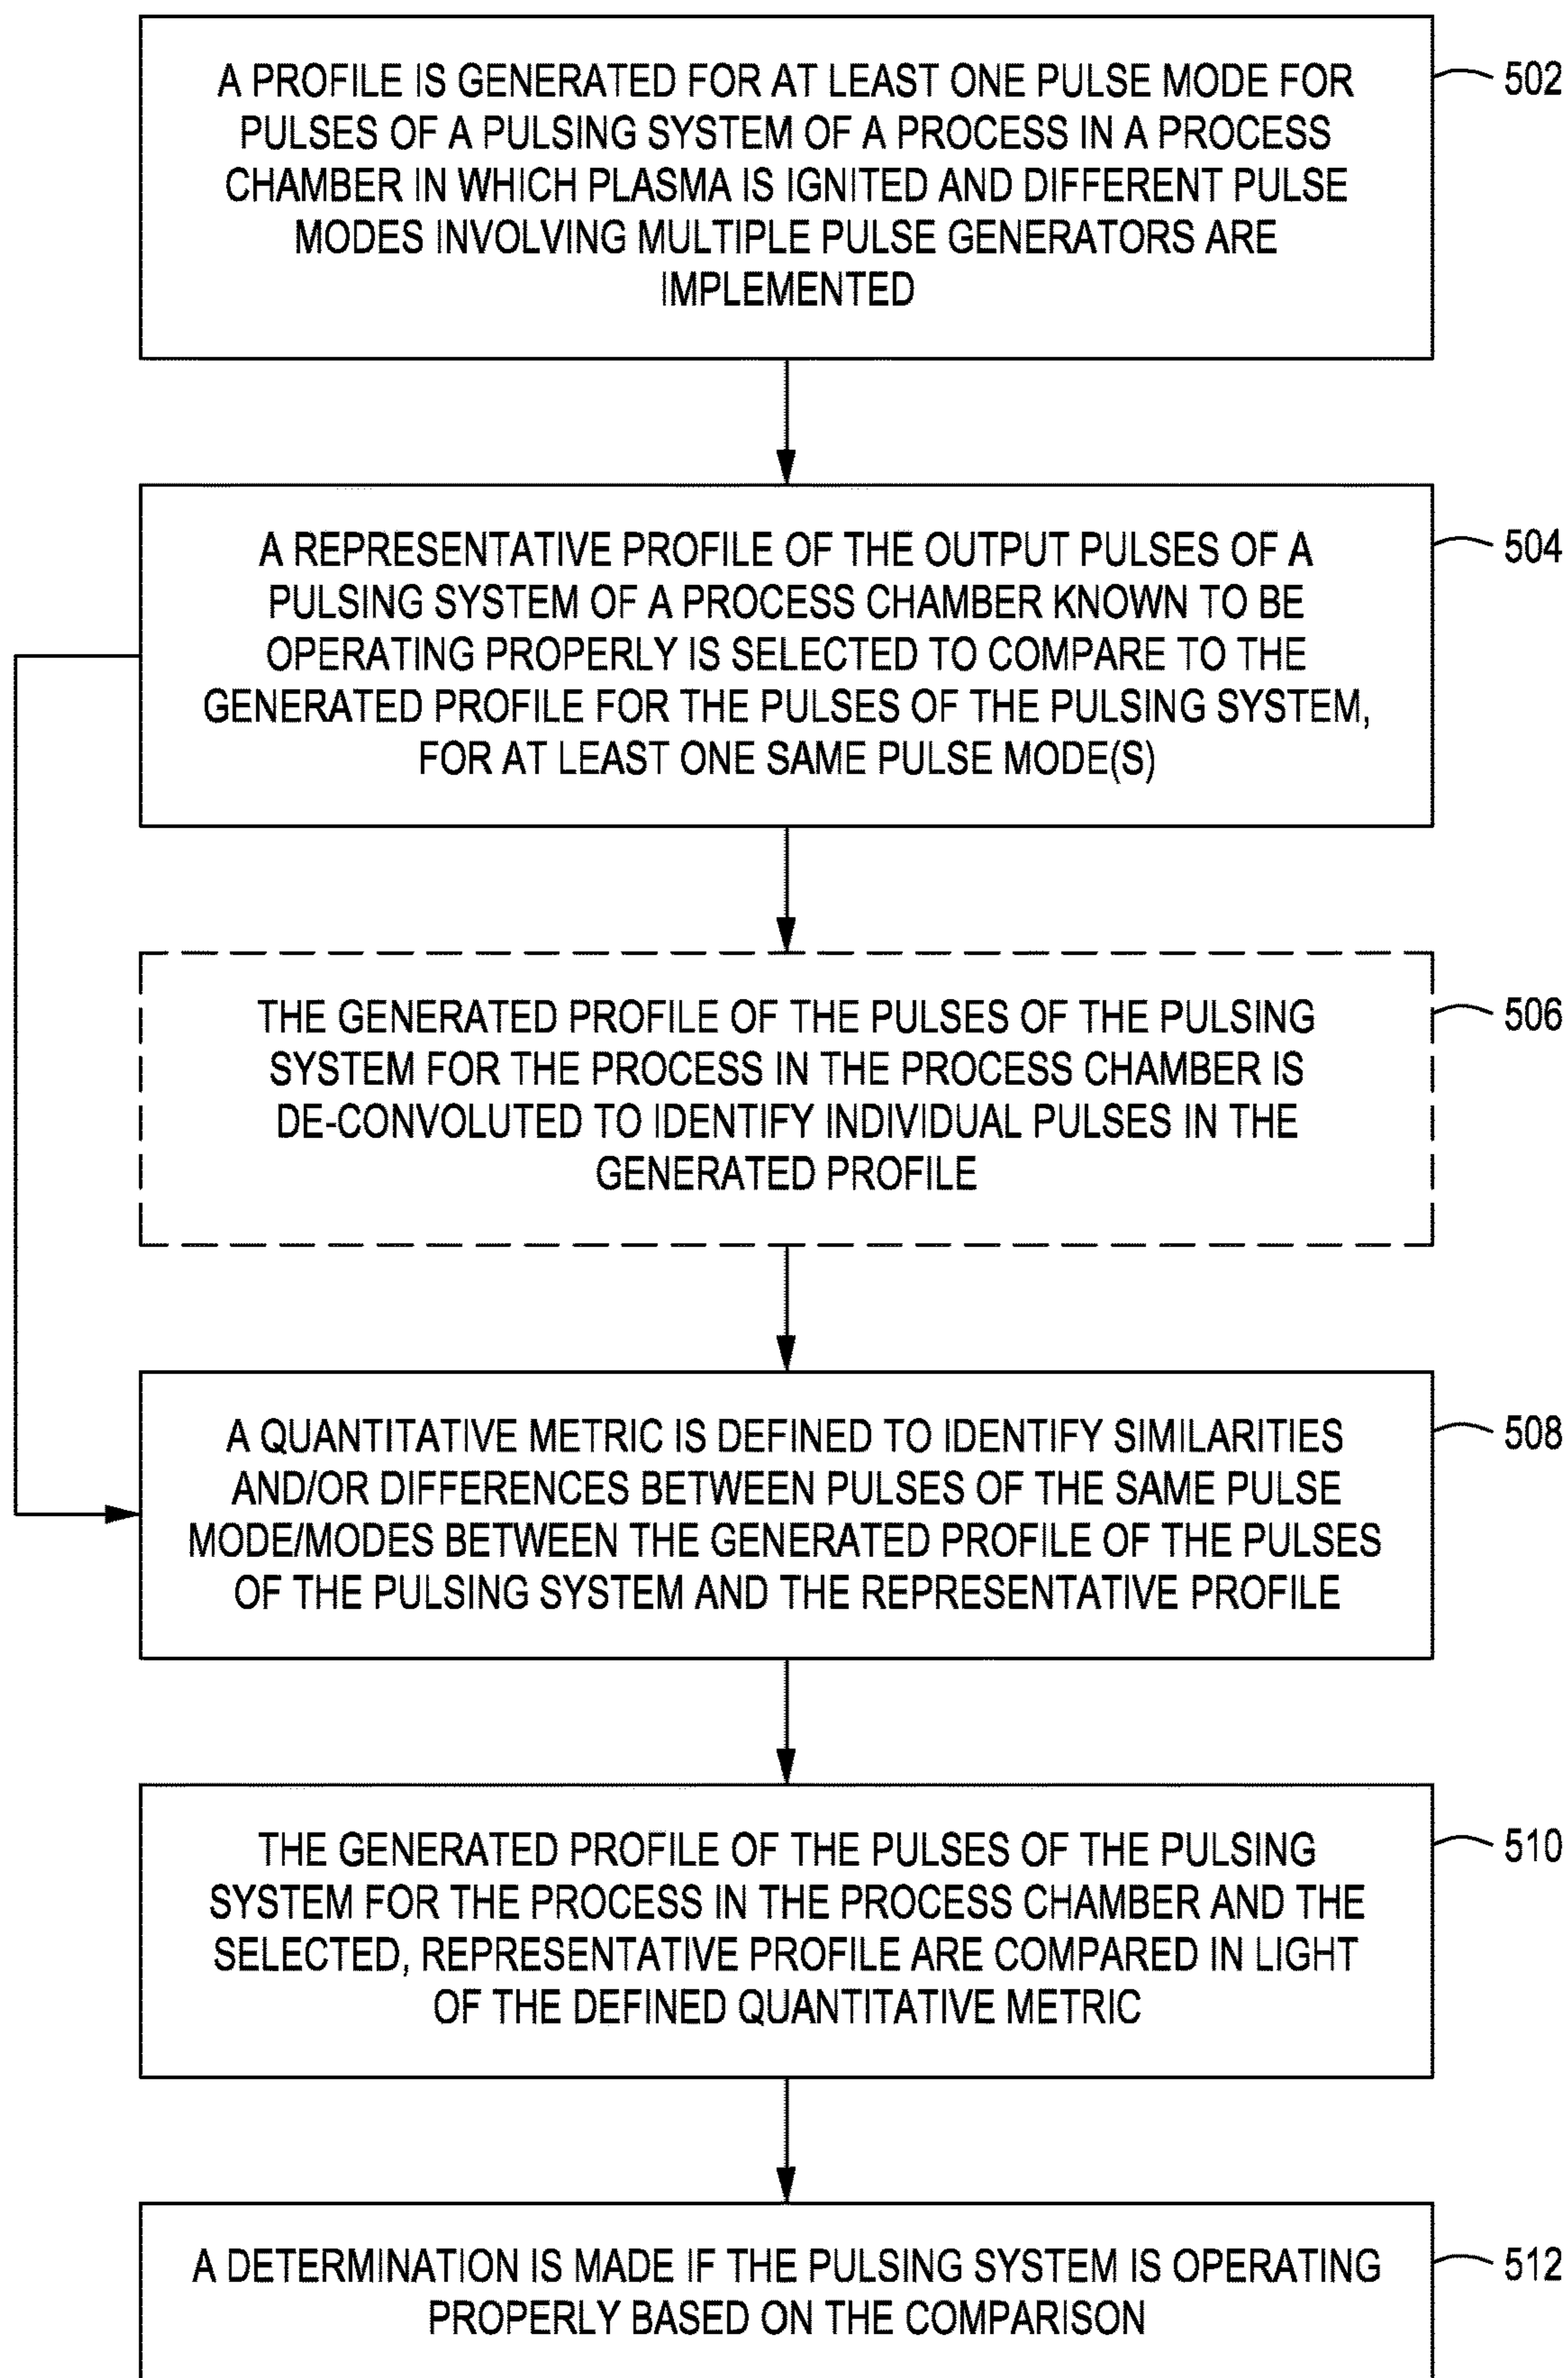 A PROFILE IS GENERATED FOR AT LEAST ONE PULSE MODE FOR
PULSES OF A PULSING SYSTEM OF A PROCESS IN A PROCESS
CHAMBER IN WHICH PLASMA IS IGNITED AND DIFFERENT PULSE
MODES INVOLVING MULTIPLE PULSE GENERATORS ARE
IMPLEMENTED
502
A REPRESENTATIVE PROFILE OF THE OUTPUT PULSES OF A
PULSING SYSTEM OF A PROCESS CHAMBER KNOWN TO BE
OPERATING PROPERLY IS SELECTED TO COMPARE TO THE
GENERATED PROFILE FOR THE PULSES OF THE PULSING SYSTEM,
FOR AT LEAST ONE SAME PULSE MODE(S)
504
THE GENERATED PROFILE OF THE PULSES OF THE PULSING
SYSTEM FOR THE PROCESS IN THE PROCESS CHAMBER IS
DE-CONVOLUTED TO IDENTIFY INDIVIDUAL PULSES IN THE
GENERATED PROFILE
506
A QUANTITATIVE METRIC IS DEFINED TO IDENTIFY SIMILARITIES
AND/OR DIFFERENCES BETWEEN PULSES OF THE SAME PULSE
MODE/MODES BETWEEN THE GENERATED PROFILE OF THE PULSES
OF THE PULSING SYSTEM AND THE REPRESENTATIVE PROFILE
508
THE GENERATED PROFILE OF THE PULSES OF THE PULSING
SYSTEM FOR THE PROCESS IN THE PROCESS CHAMBER AND THE
SELECTED, REPRESENTATIVE PROFILE ARE COMPARED IN LIGHT
OF THE DEFINED QUANTITATIVE METRIC
510
A DETERMINATION IS MADE IF THE PULSING SYSTEM IS OPERATING
PROPERLY BASED ON THE COMPARISON
512